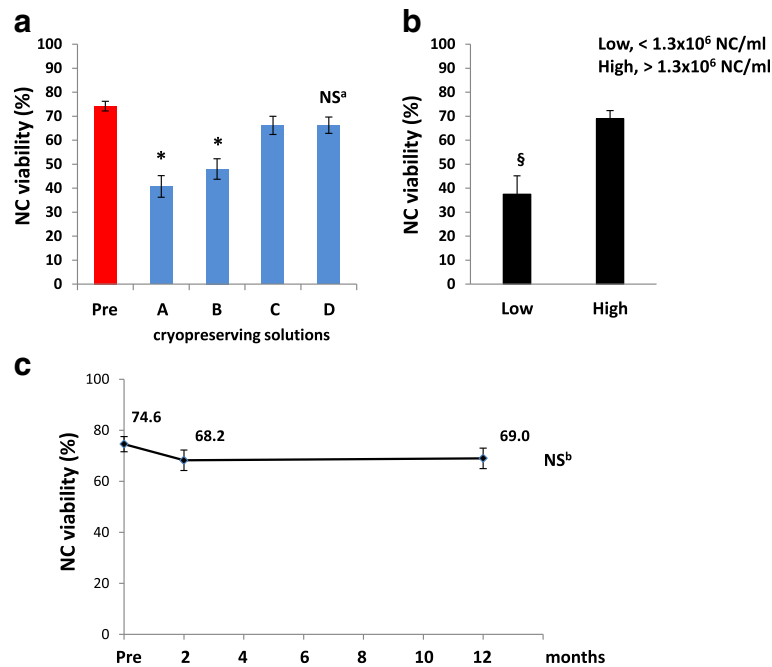 a
NC viability (%)
100
90
80
70
60
50
40
30
20
10
0
*
*
NSᵃ
Pre A B C D
cryopreserving solutions
b
Low, < 1.3x10⁶ NC/ml
High, > 1.3x10⁶ NC/ml
NC viability (%)
100
90
80
70
60
50
40
30
20
10
0
§
Low High
c
NC viability (%)
100
80
60
40
20
0
74.6
68.2
69.0
NSᵇ
Pre 2 4 6 8 10 12 months